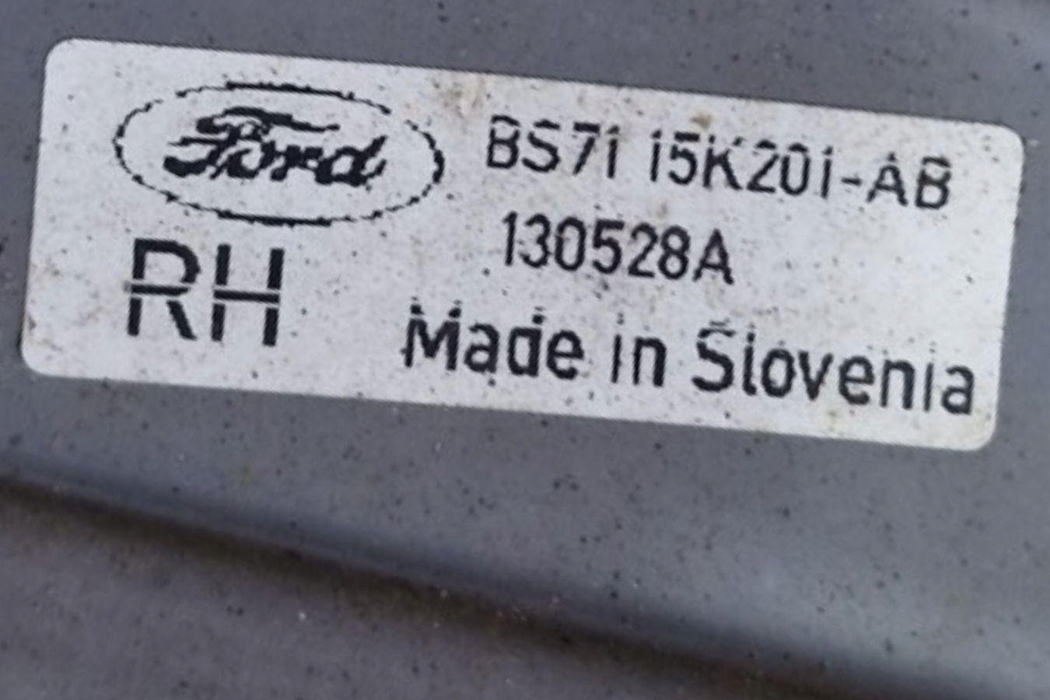 Ford
BS71 15K201-AB
130528A
RH
Made in Slovenia